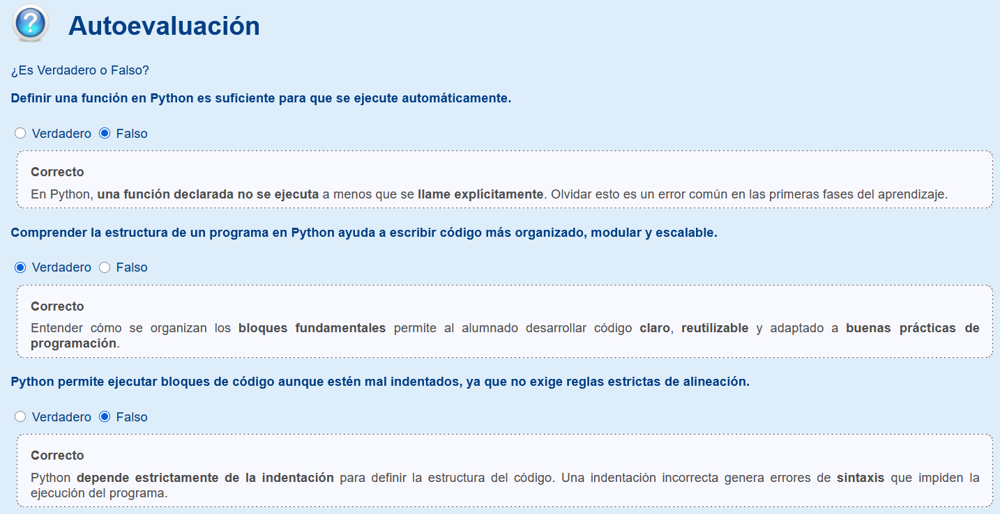 Autoevaluación
¿Es Verdadero o Falso?
Definir una función en Python es suficiente para que se ejecute automáticamente.
Verdadero Falso
Correcto
En Python, una función declarada no se ejecuta a menos que se llame explícitamente. Olvidar esto es un error común en las primeras fases del aprendizaje.
Comprender la estructura de un programa en Python ayuda a escribir código más organizado, modular y escalable.
Verdadero Falso
Correcto
Entender cómo se organizan los bloques fundamentales permite al alumnado desarrollar código claro, reutilizable y adaptado a buenas prácticas de
programación.
Python permite ejecutar bloques de código aunque estén mal indentados, ya que no exige reglas estrictas de alineación.
Verdadero Falso
Correcto
Python depende estrictamente de la indentación para definir la estructura del código. Una indentación incorrecta genera errores de sintaxis que impiden la
ejecución del programa.